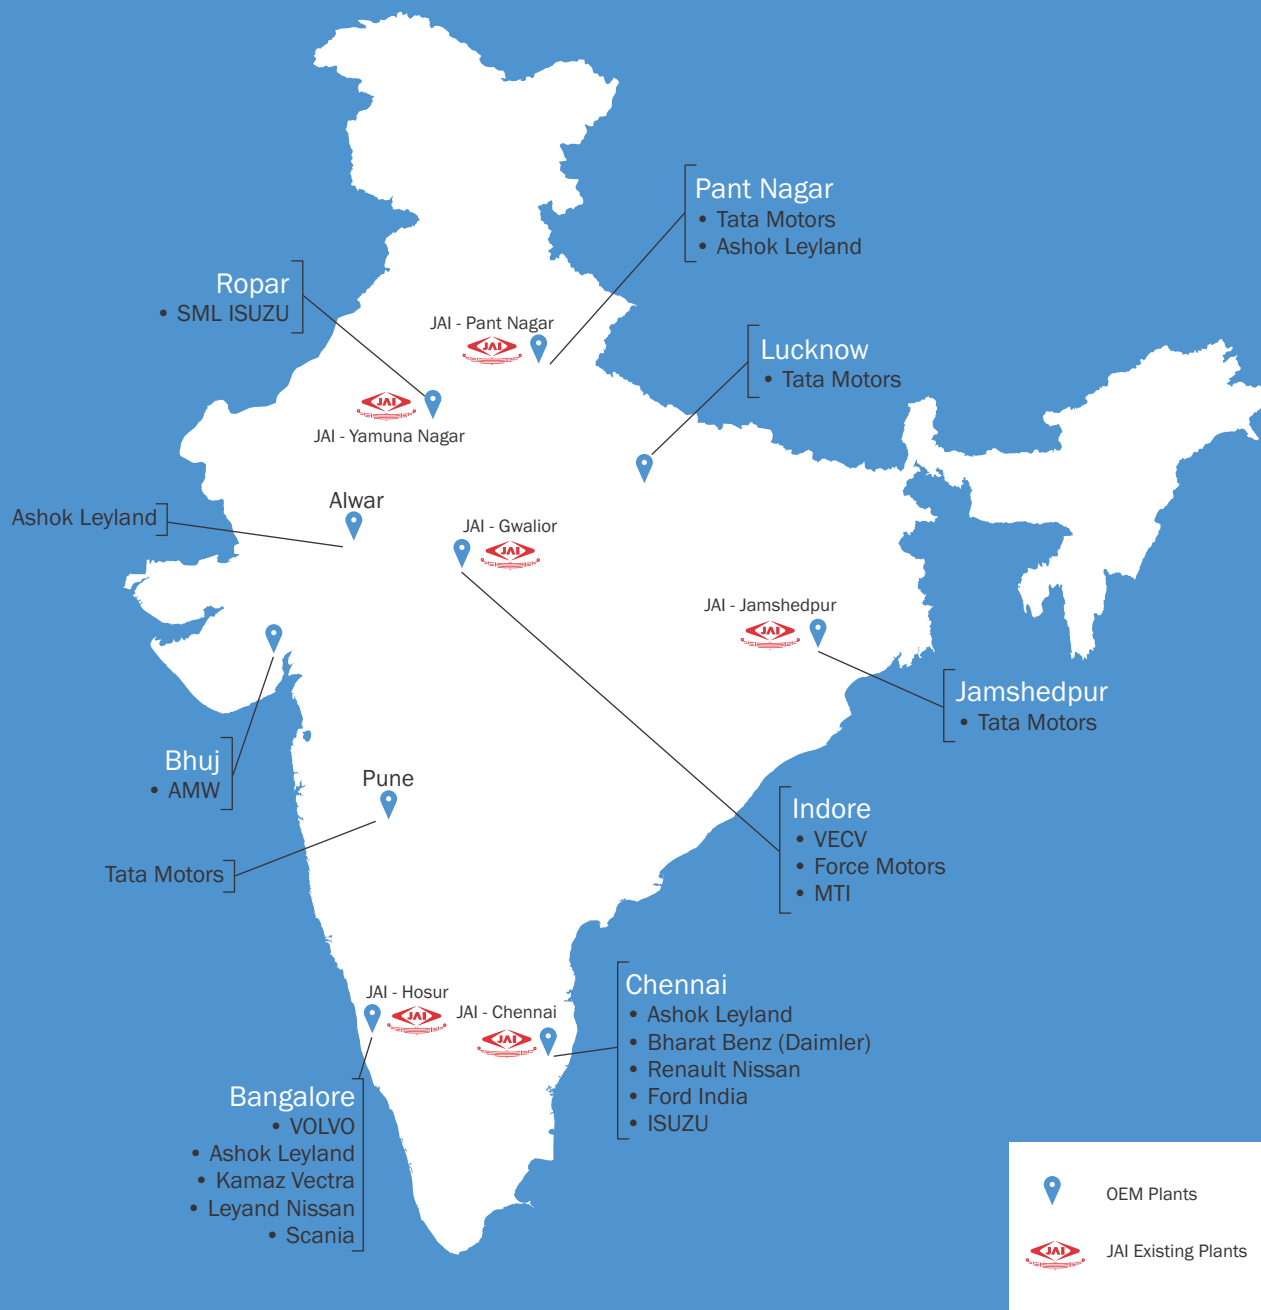 Pant Nagar
• Tata Motors
• Ashok Leyland
Ropar
• SML ISUZU
JAI - Pant Nagar
JAI
Lucknow
• Tata Motors
JAI
JAI - Yamuna Nagar
Alwar
Ashok Leyland
JAI - Gwalior
JAI
JAI - Jamshedpur
JAI
Jamshedpur
• Tata Motors
Bhuj
• AMW
Pune
Tata Motors
Indore
• VECV
• Force Motors
• MTI
JAI - Hosur
JAI
JAI - Chennai
JAI
Chennai
• Ashok Leyland
• Bharat Benz (Daimler)
• Renault Nissan
• Ford India
• ISUZU
Bangalore
• VOLVO
• Ashok Leyland
• Kamaz Vectra
• Leyand Nissan
• Scania
OEM Plants
JAI
JAI Existing Plants